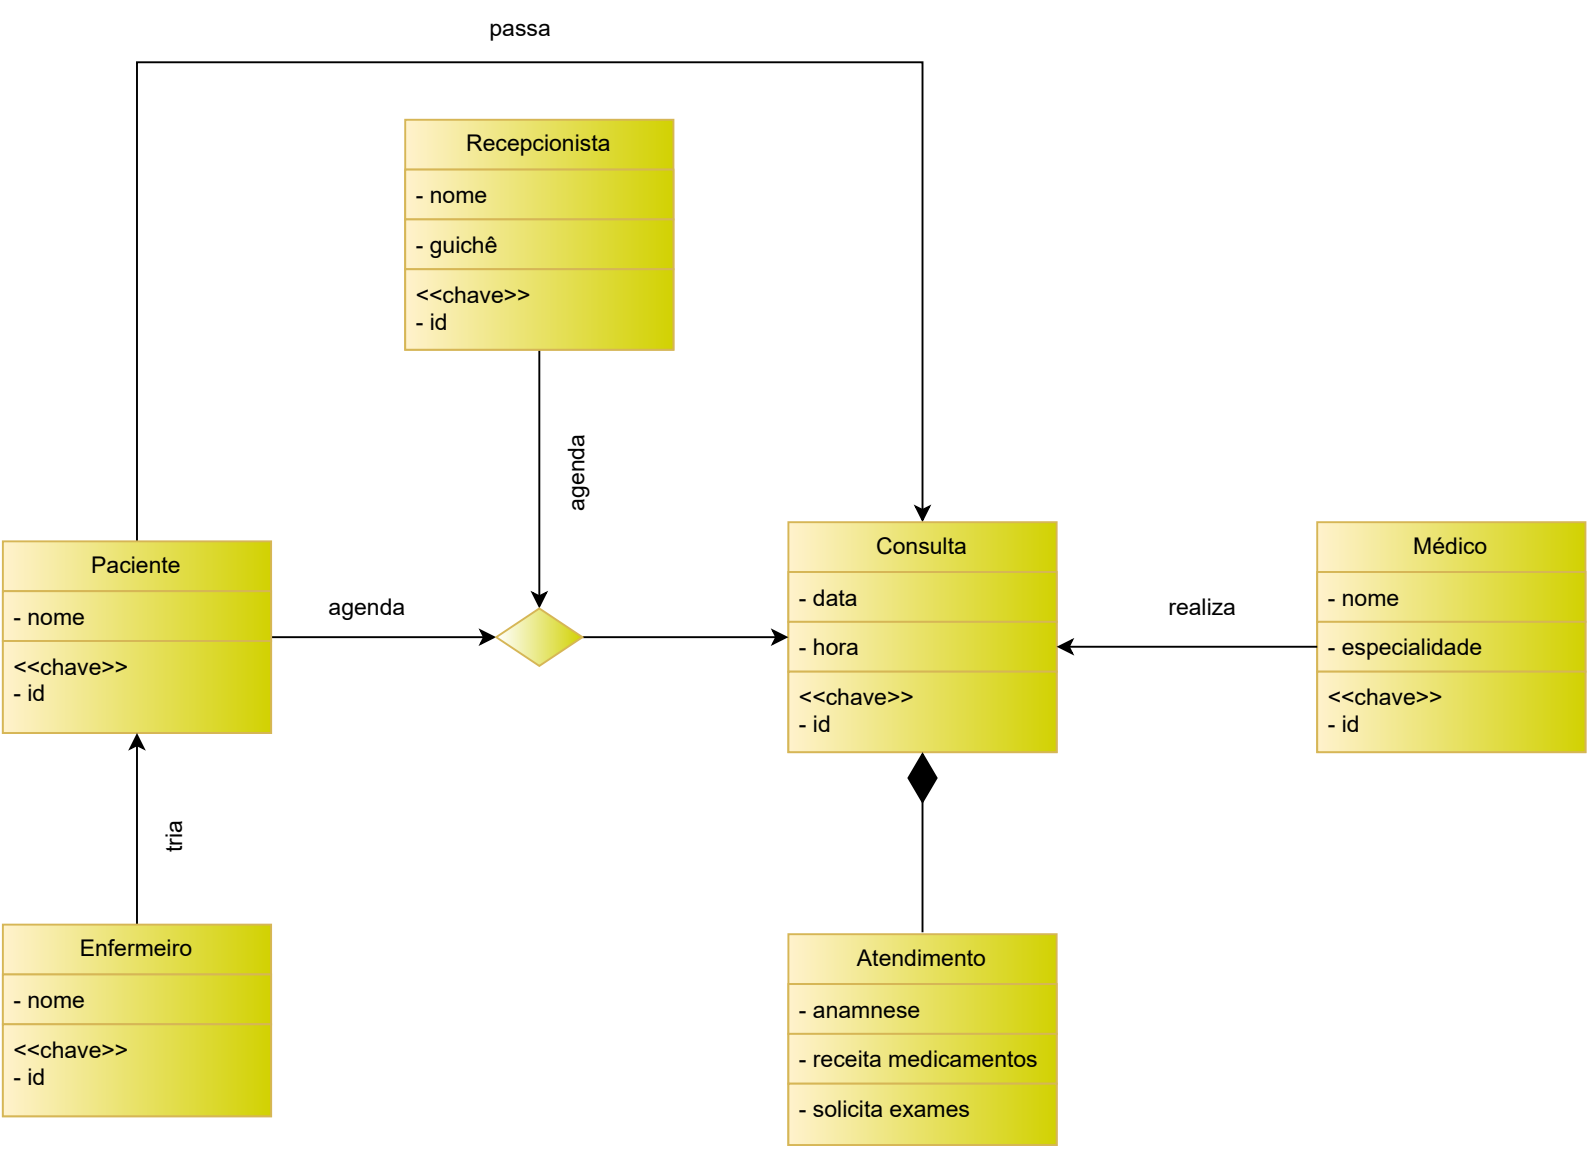 passa
Recepcionista
- nome
- guichê
<<chave>>
- id
agenda
Paciente
- nome
<<chave>>
- id
agenda
Consulta
- data
- hora
<<chave>>
- id
realiza
Médico
- nome
- especialidade
<<chave>>
- id
tria
Enfermeiro
- nome
<<chave>>
- id
Atendimento
- anamnese
- receita medicamentos
- solicita exames